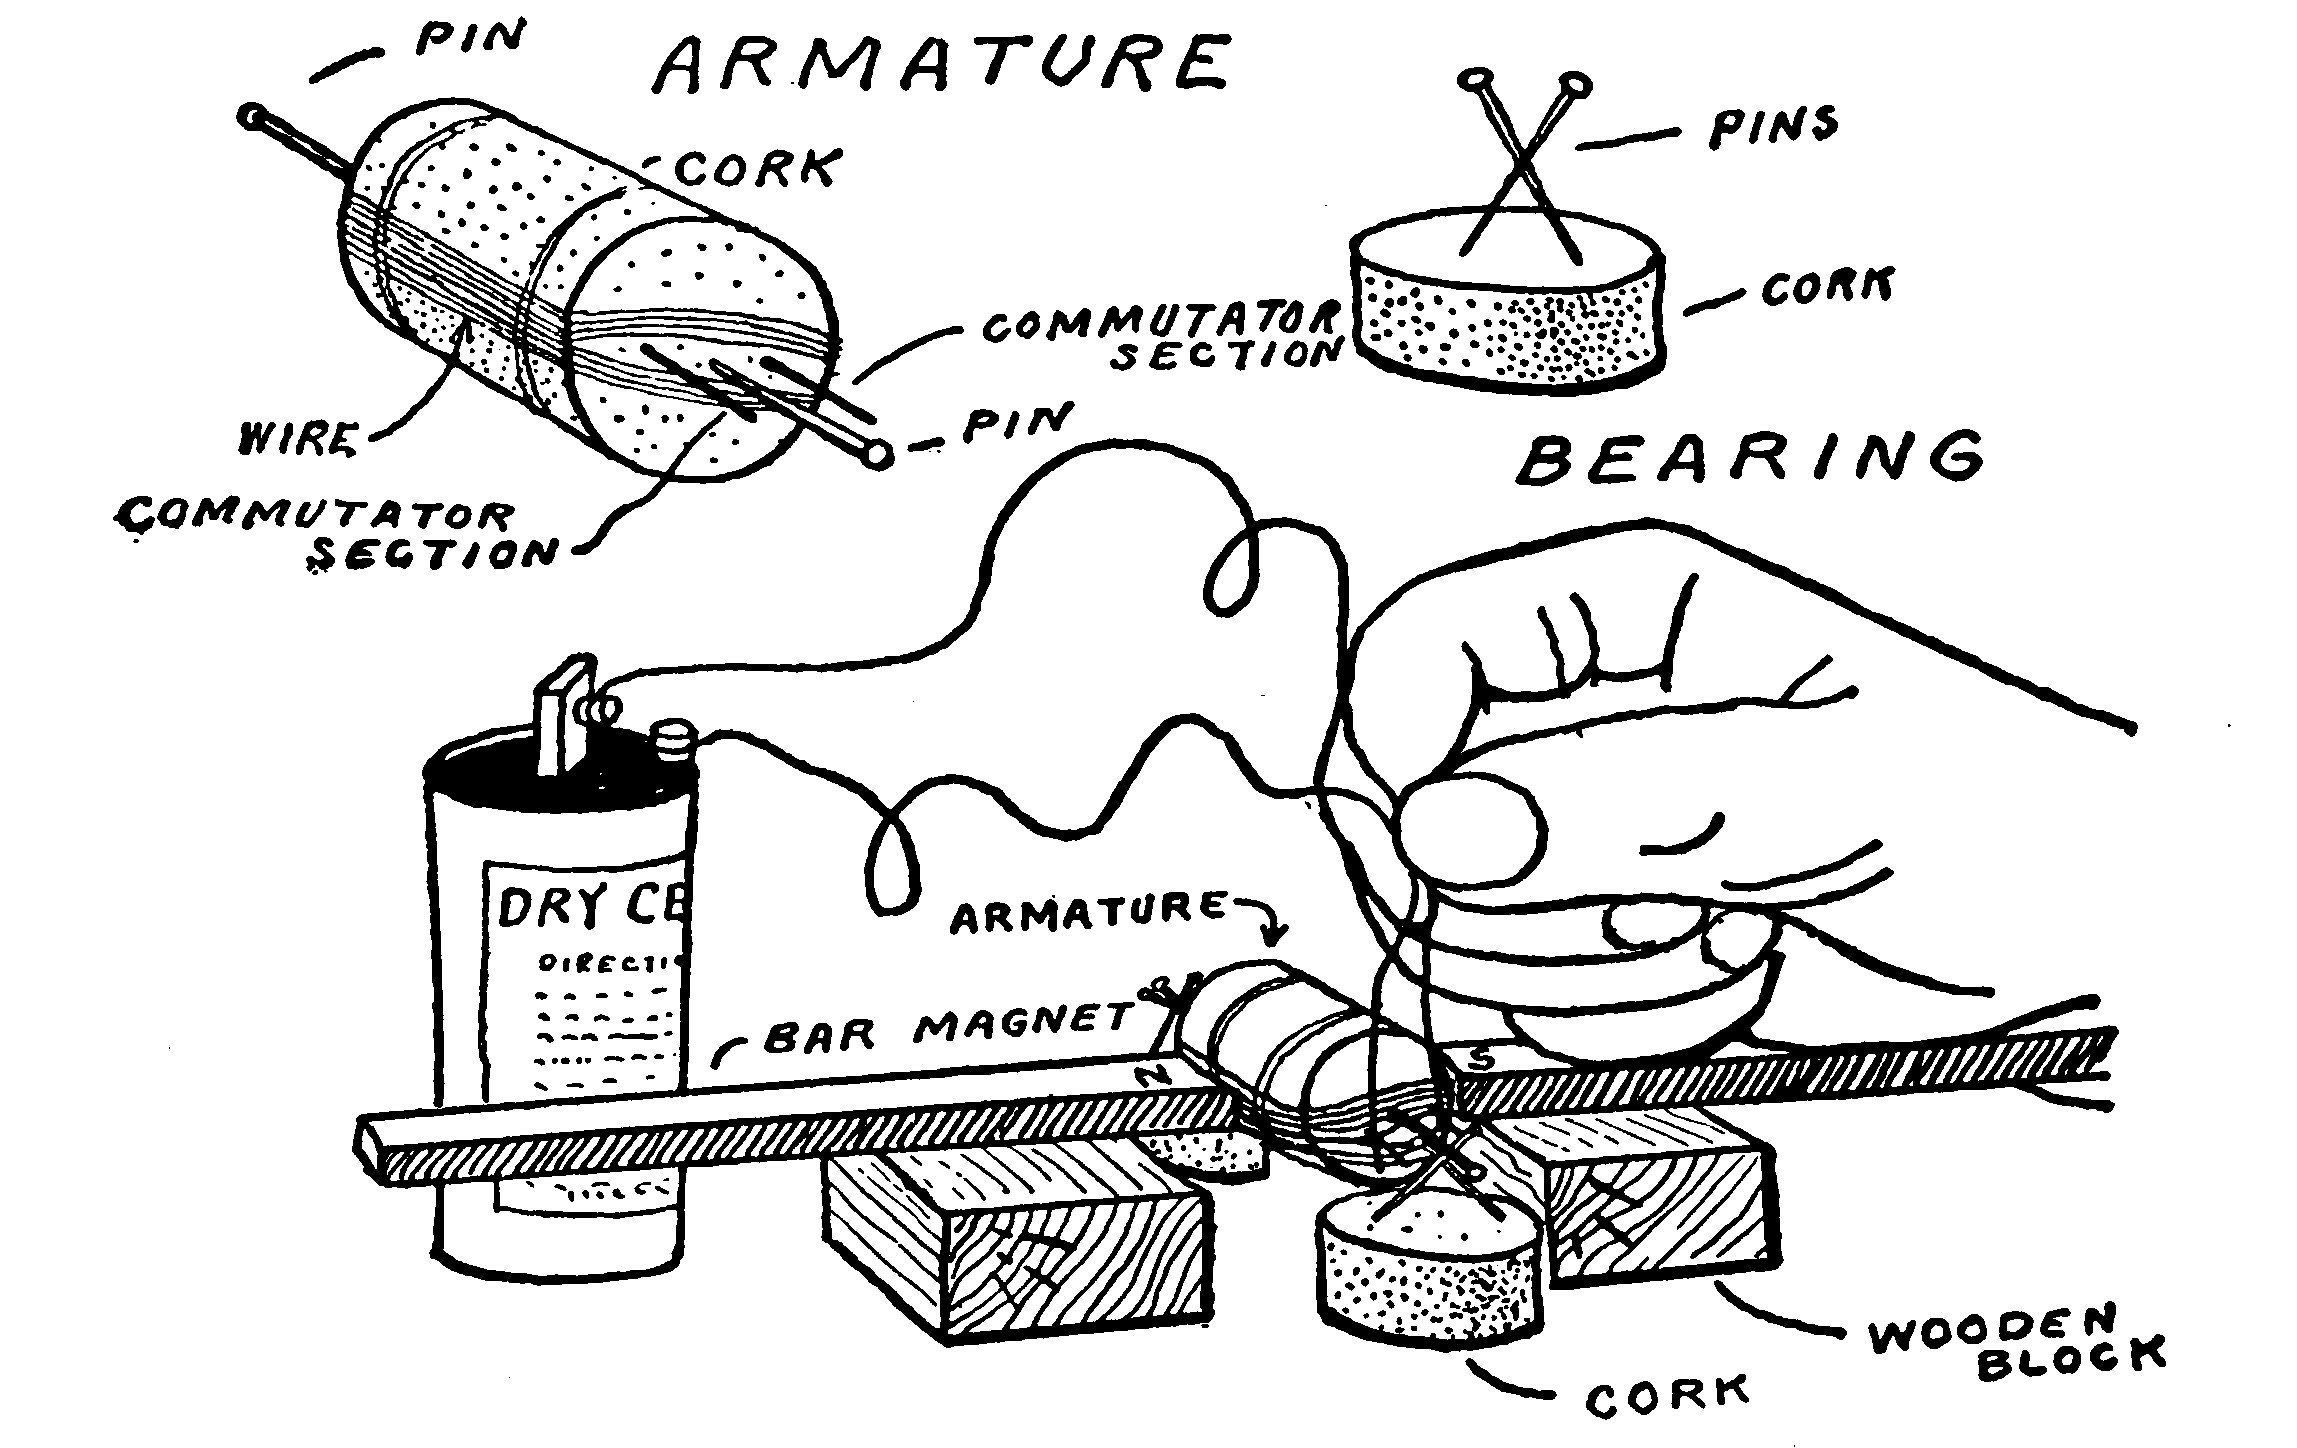 PIN
ARMATURE
CORK
PINS
CORK
COMMUTATOR
SECTION
PIN
WIRE
COMMUTATOR
SECTION
BEARING
DRY CE
DIRECTI
ARMATURE
BAR MAGNET
N
S
WOODEN
BLOCK
CORK